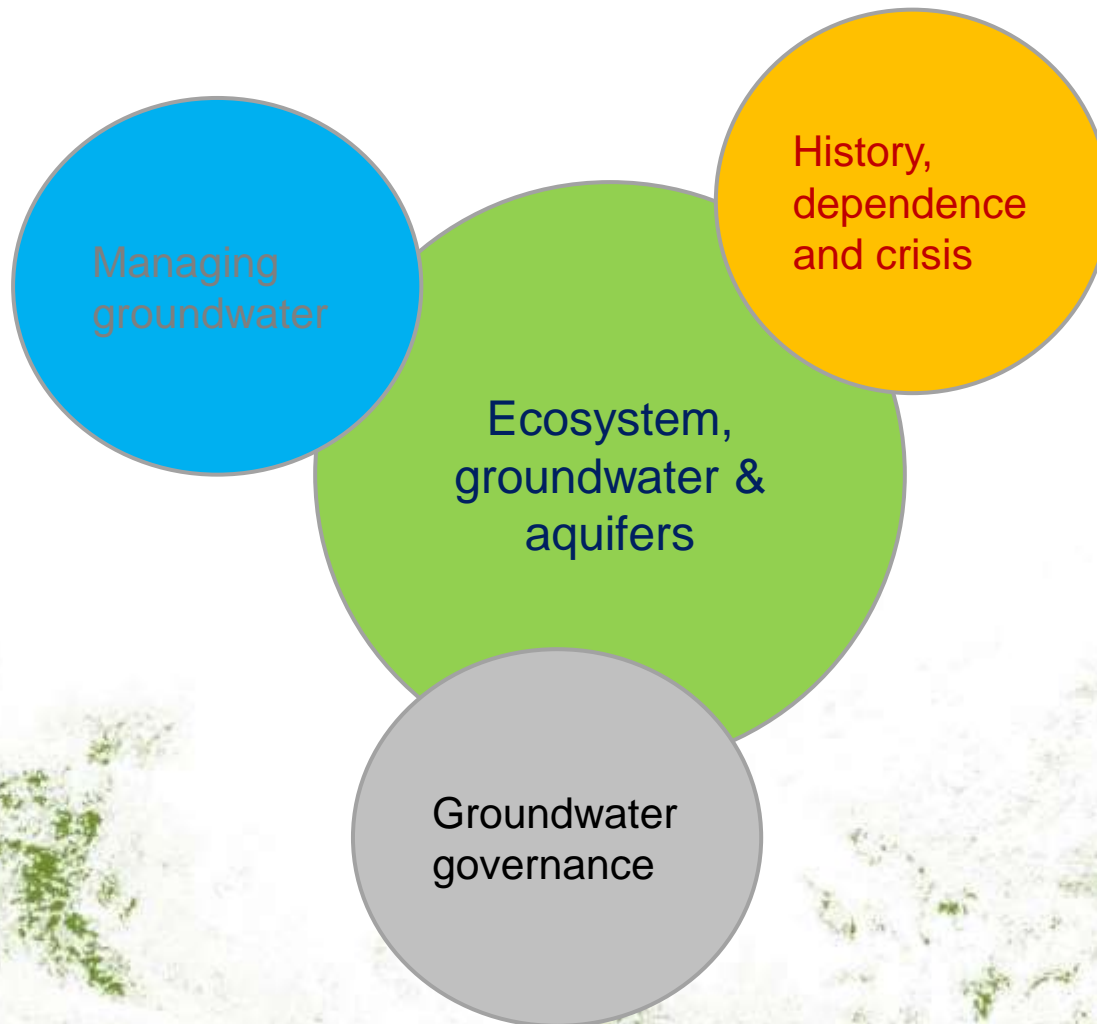 History,
dependence
and crisis
Managing
groundwater
Ecosystem,
groundwater &
aquifers
Groundwater
governance